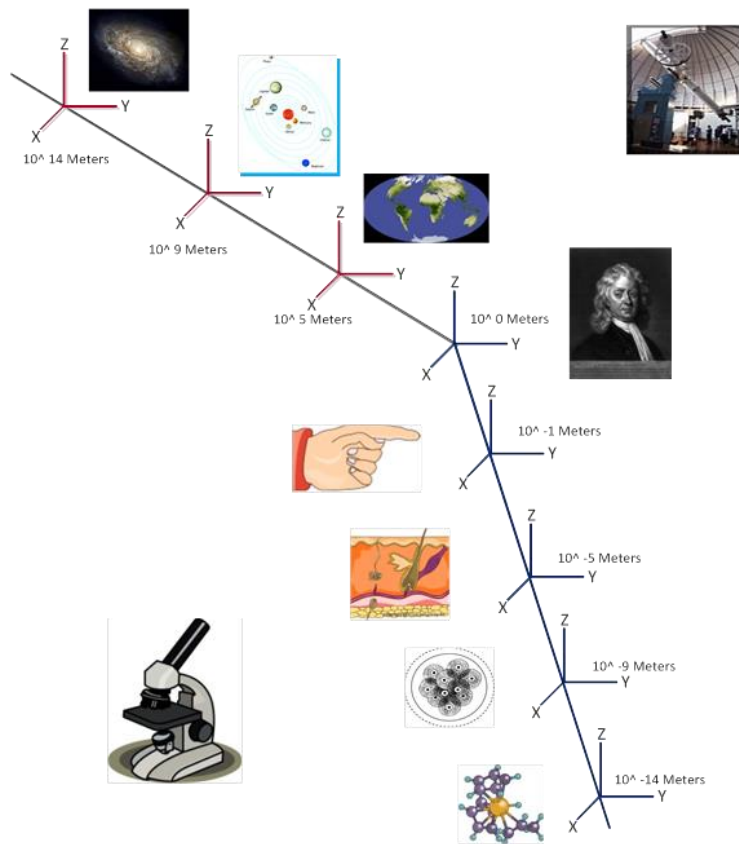 Z
Y
X
10^ 14 Meters
Z
Y
X
10^ 9 Meters
Z
Y
X
10^ 5 Meters
Z
10^ 0 Meters
Y
X
Z
10^ -1 Meters
Y
X
Z
10^ -5 Meters
Y
X
Z
10^ -9 Meters
Y
X
Z
10^ -14 Meters
Y
X